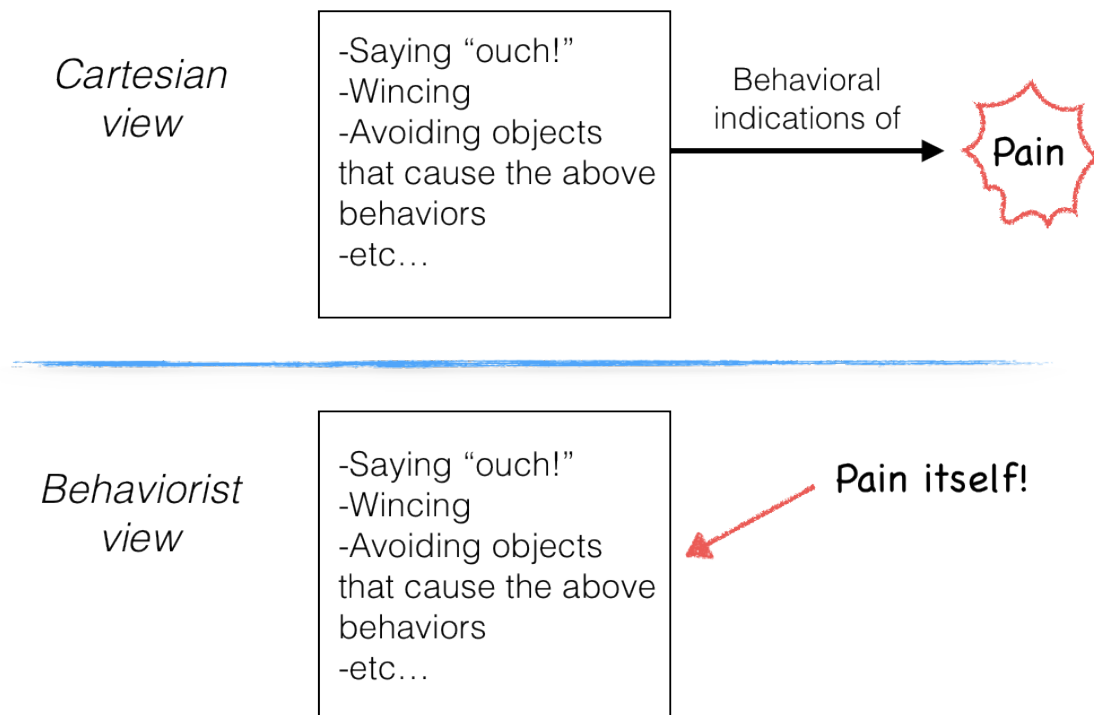 Cartesian
view
-Saying “ouch!”
-Wincing
-Avoiding objects
that cause the above
behaviors
-etc…
Behavioral
indications of
Pain
Behaviorist
view
-Saying “ouch!”
-Wincing
-Avoiding objects
that cause the above
behaviors
-etc…
Pain itself!